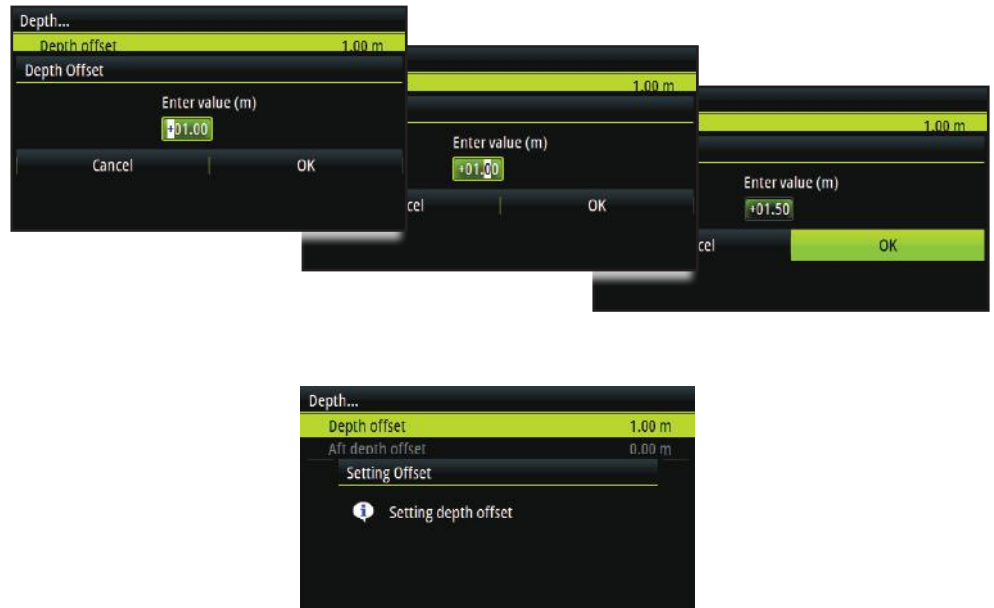 Depth...
Depth offset 1.00 m
Depth Offset
Enter value (m)
+01.00
Cancel OK
1.00 m
Enter value (m)
+01.00
cel OK
1.00 m
Enter value (m)
+01.50
cel OK
Depth...
Depth offset 1.00 m
Aft depth offset 0.00 m
Setting Offset
Setting depth offset